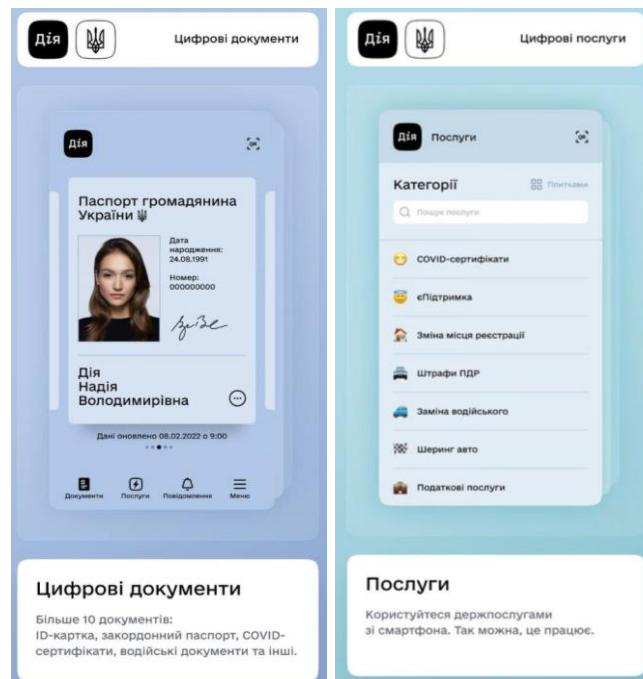 Дія
Цифрові документи
Дія
QR
Паспорт громадянина
України
Дата
народження:
24.08.1991
Номер:
000000000
Дія
Надія
Володимирівна
Дані оновлено 08.02.2022 о 9:00
Документи
Послуги
Повідомлення
Меню
Цифрові документи
Більше 10 документів:
ID-картка, закордонний паспорт, COVID-
сертифікати, водійські документи та інші.
Дія
Цифрові послуги
Дія
Послуги
QR
Категорії
Плитками
Пошук послуги
COVID-сертифікати
єПідтримка
Зміна місця реєстрації
Штрафи ПДР
Заміна водійського
Шеринг авто
Податкові послуги
Послуги
Користуйтеся держпослугами
зі смартфона. Так можна, це працює.